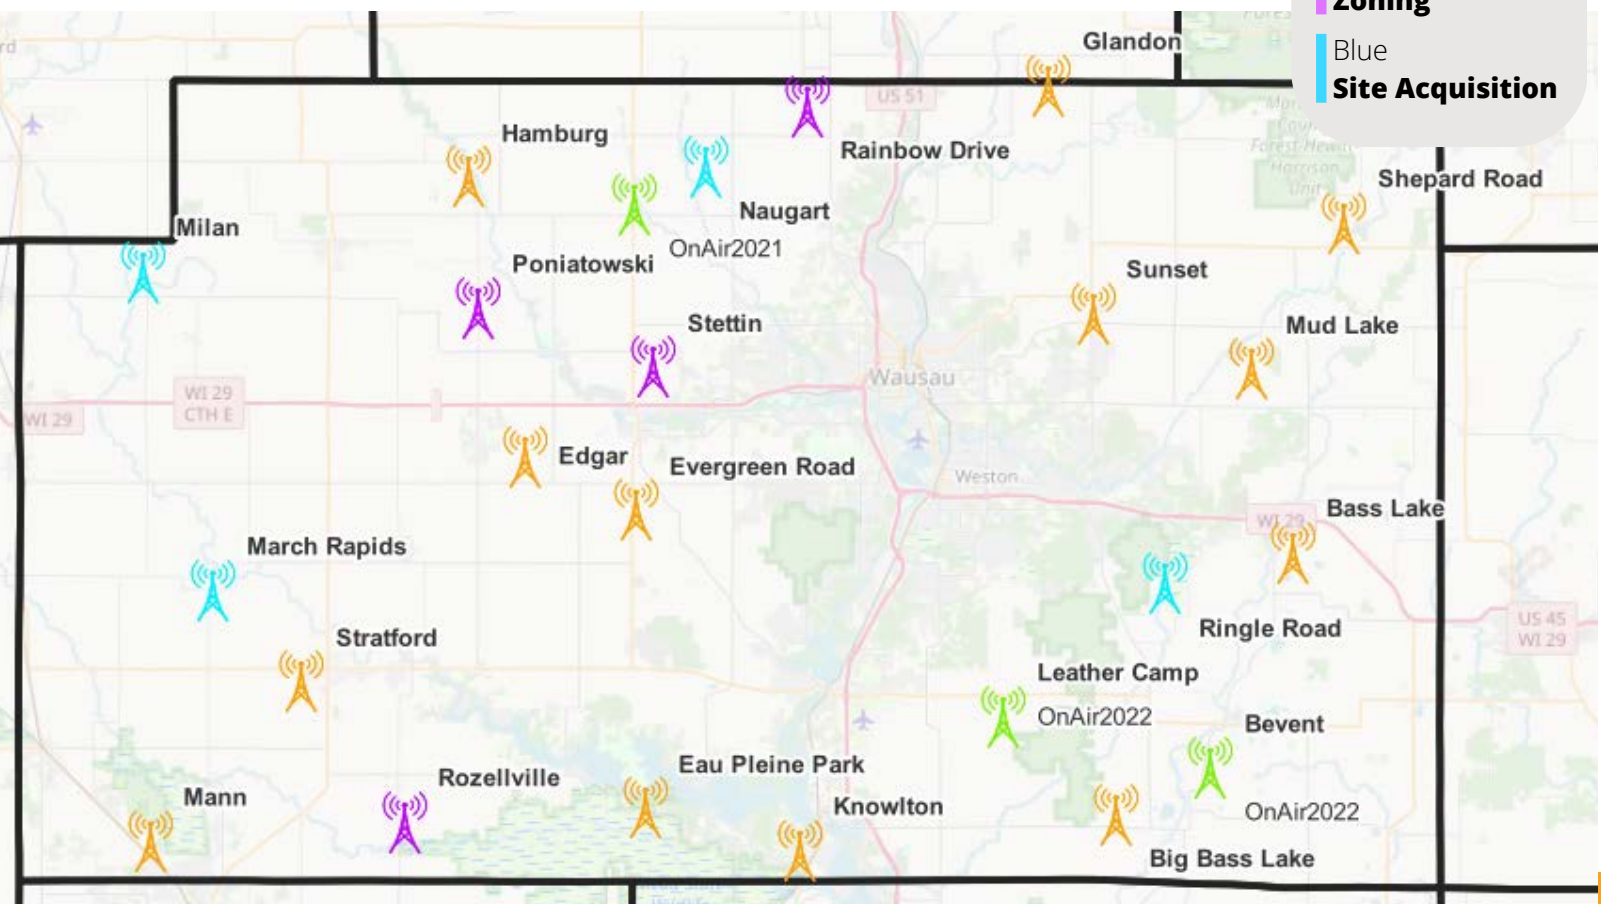 Zoning
Blue
Site Acquisition
Glandon
US 51
Hamburg
Rainbow Drive
Shepard Road
Naugart
Milan
OnAir2021
Poniatowski
Sunset
Stettin
Mud Lake
Wausau
WI 29
CTH E
WI 29
Edgar
Evergreen Road
Weston
Bass Lake
WI 29
March Rapids
US 45
WI 29
Ringle Road
Stratford
Leather Camp
OnAir2022
Bevent
Eau Pleine Park
Rozellville
Mann
Knowlton
OnAir2022
Big Bass Lake